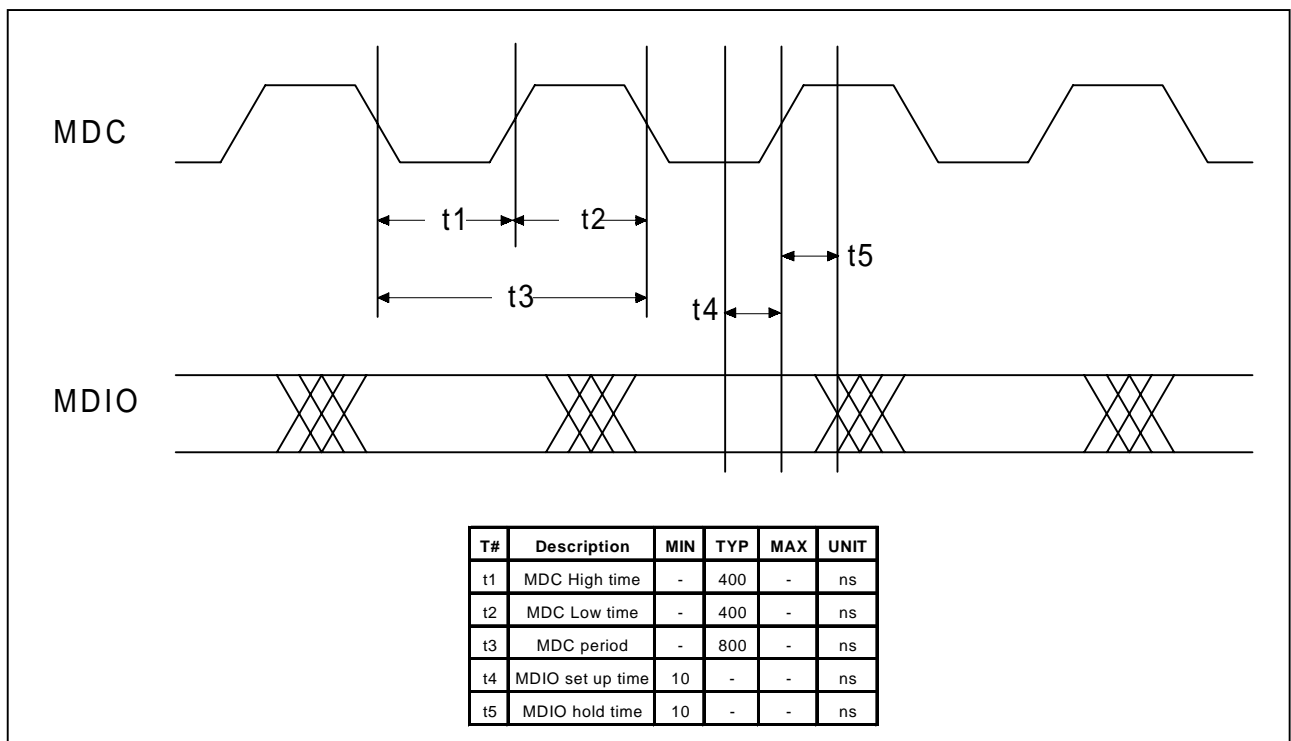 MDC
t1
t2
t5
t3
t4
MDIO
T# Description MIN TYP MAX UNIT
t1 MDC High time - 400 - ns
t2 MDC Low time - 400 - ns
t3 MDC period - 800 - ns
t4 MDIO set up time 10 - - ns
t5 MDIO hold time 10 - - ns